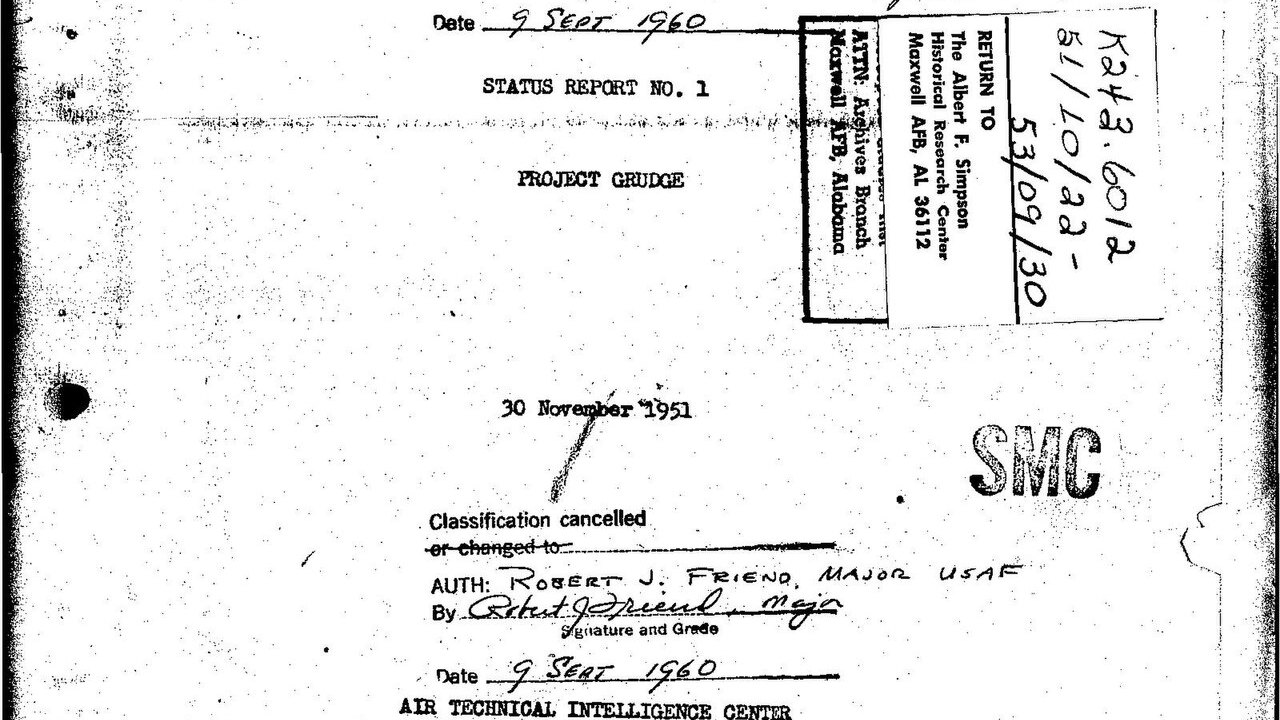 Date 9 SEPT 1960
STATUS REPORT NO. 1
PROJECT GRUDGE
30 November 1951
K243.6012
51/10/22 -
53/09/30
RETURN TO
The Albert F. Simpson
Historical Research Center
Maxwell AFB, AL 36112
ATTN: Archives Branch
Maxwell AFB, Alabama
SMC
Classification cancelled
or changed to
AUTH: ROBERT J. FRIEND, MAJOR USAF
By Robert J Friend, Major
Signature and Grade
Date 9 SEPT 1960
AIR TECHNICAL INTELLIGENCE CENTER